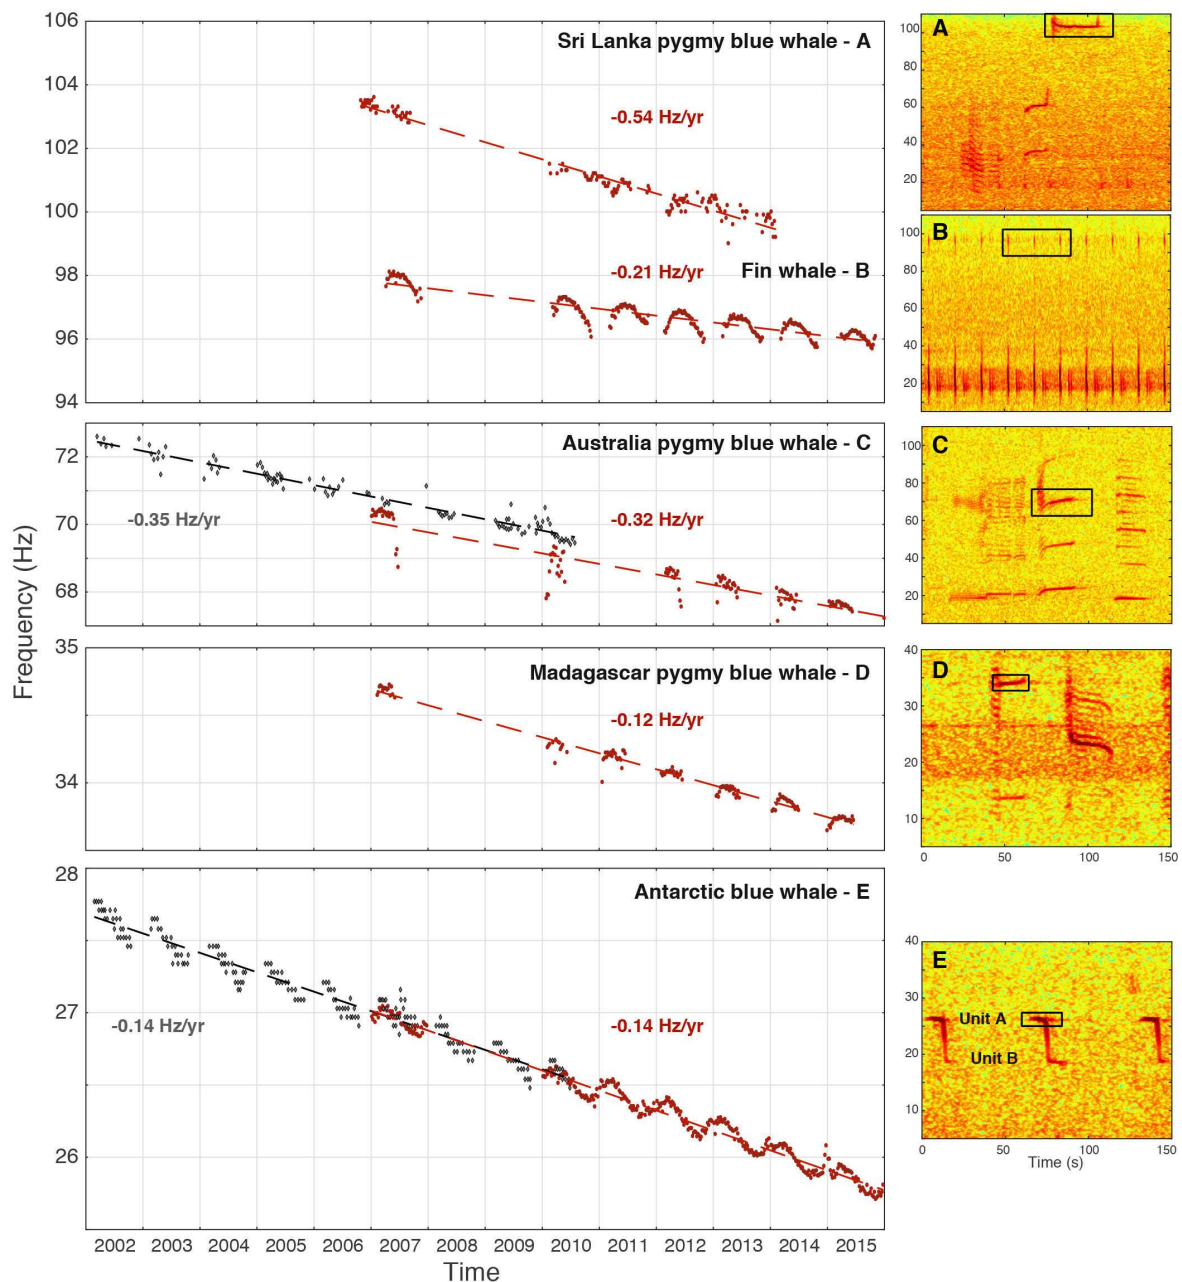 106
104
102
100
98
96
94
Sri Lanka pygmy blue whale - A
-0.54 Hz/yr
-0.21 Hz/yr
Fin whale - B
72
70
68
Australia pygmy blue whale - C
-0.35 Hz/yr
-0.32 Hz/yr
35
34
Madagascar pygmy blue whale - D
-0.12 Hz/yr
28
27
26
Antarctic blue whale - E
-0.14 Hz/yr
-0.14 Hz/yr
Frequency (Hz)
2002 2003 2004 2005 2006 2007 2008 2009 2010 2011 2012 2013 2014 2015
Time
A
100
80
60
40
20
B
100
80
60
40
20
C
100
80
60
40
20
D
40
30
20
10
0 50 100 150
E
40
30
20
10
Unit A
Unit B
0 50 100 150
Time (s)